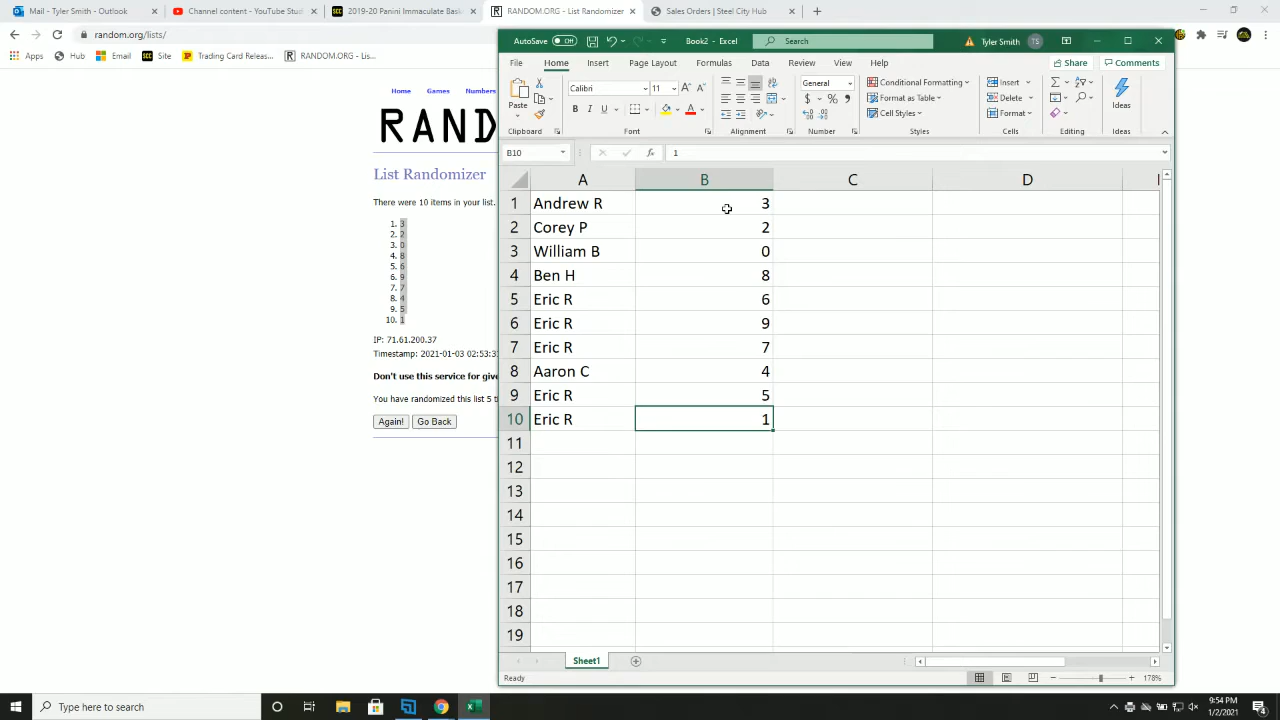 Mail - Tyler Smith - Outlook
Channel content - YouTube Stud
2019-20 Panini Immaculate Bask
RANDOM.ORG - List Randomizer
Sales Orders | Steel City Hub
random.org/lists/
Apps
Hub
Email
Site
Trading Card Releas...
RANDOM.ORG - Lis...
Home
Games
Numbers
RAND
List Randomizer
There were 10 items in your list.
1. 3
2. 2
3. 0
4. 8
5. 6
6. 9
7. 7
8. 4
9. 5
10. 1
IP: 71.61.200.37
Timestamp: 2021-01-03 02:53:3
Don't use this service for give
You have randomized this list 5 t
Again!
Go Back
AutoSave
Off
Book2 - Excel
Search
Tyler Smith
TS
File
Home
Insert
Page Layout
Formulas
Data
Review
View
Help
Share
Comments
Paste
Clipboard
Calibri
11
B I U
Font
Alignment
General
$ % ,
Number
Conditional Formatting
Format as Table
Cell Styles
Styles
Insert
Delete
Format
Cells
Editing
Ideas
Ideas
B10
fx
1
A B C D
1 Andrew R 3
2 Corey P 2
3 William B 0
4 Ben H 8
5 Eric R 6
6 Eric R 9
7 Eric R 7
8 Aaron C 4
9 Eric R 5
10 Eric R 1
11
12
13
14
15
16
17
18
19
Sheet1
Ready
178%
Type here to search
9:54 PM
1/2/2021
4